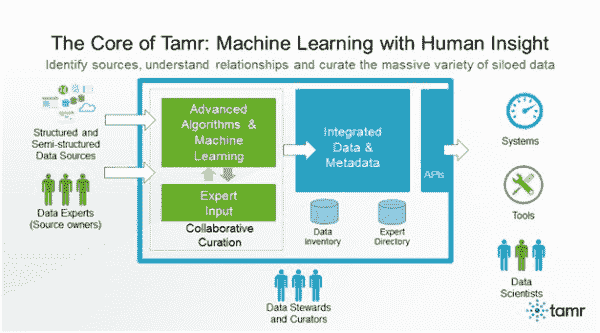 The Core of Tamr: Machine Learning with Human Insight
Identify sources, understand relationships and curate the massive variety of siloed data
Structured and
Semi-structured
Data Sources
Data Experts
(Source owners)
Advanced
Algorithms &
Machine
Learning
Expert
Input
Collaborative
Curation
Integrated
Data &
Metadata
Data
Inventory
Expert
Directory
APIs
Systems
Tools
Data
Scientists
Data Stewards
and Curators
tamr